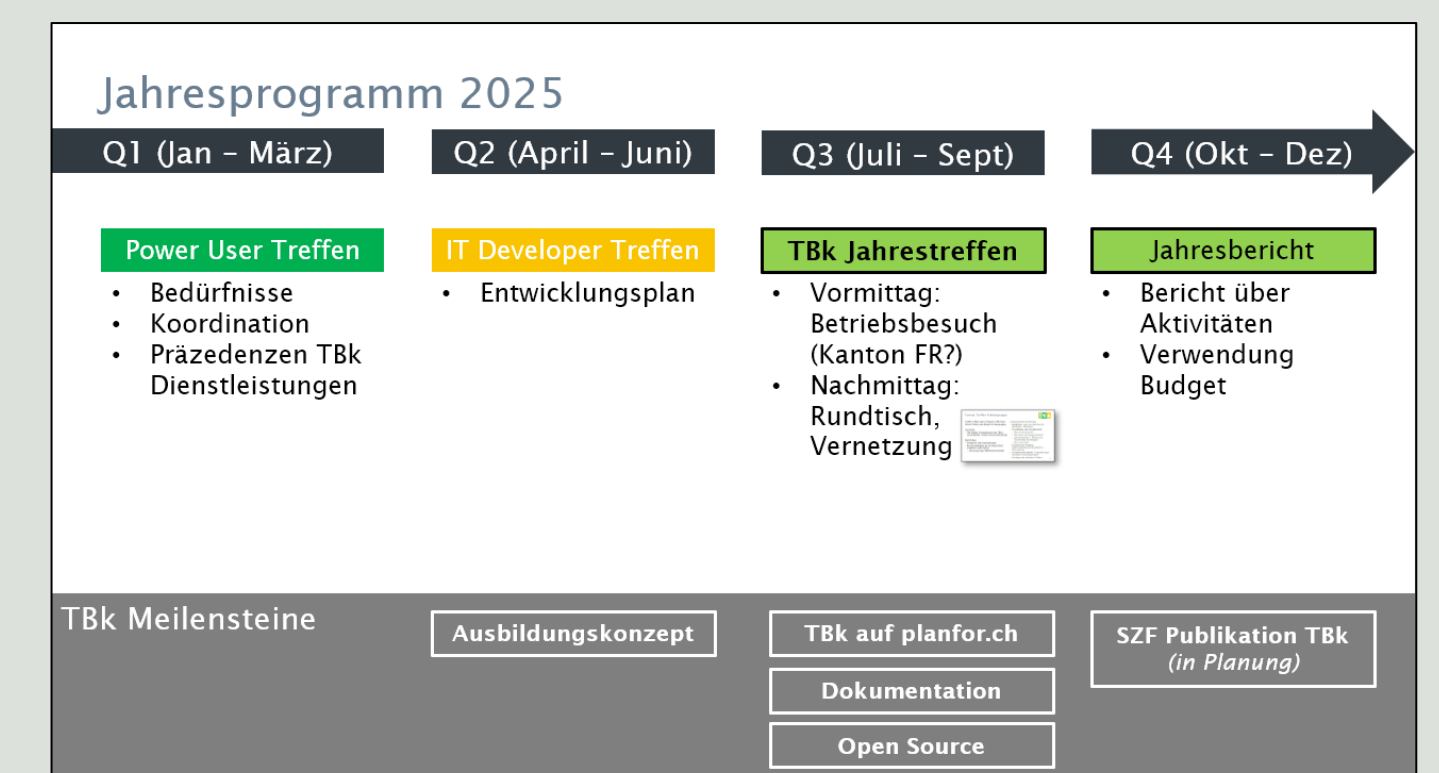 Jahresprogramm 2025
Q1 (Jan – März)
Q2 (April – Juni)
Q3 (Juli – Sept)
Q4 (Okt – Dez)
Power User Treffen
• Bedürfnisse
• Koordination
• Präzedenzen TBk
Dienstleistungen
IT Developer Treffen
• Entwicklungsplan
TBk Jahrestreffen
• Vormittag:
Betriebsbesuch
(Kanton FR?)
• Nachmittag:
Rundtisch,
Vernetzung
Jahresbericht
• Bericht über
Aktivitäten
• Verwendung
Budget
TBk Meilensteine
Ausbildungskonzept
TBk auf planfor.ch
Dokumentation
Open Source
SZF Publikation TBk
(in Planung)